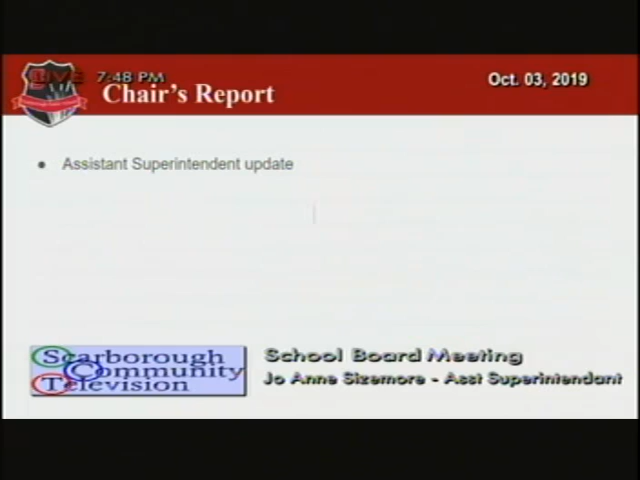 LIVE 7:48 PM
Oct. 03, 2019
Chair's Report
● Assistant Superintendent update
Scarborough
Community
Television
School Board Meeting
Jo Anne Sizemore - Asst Superintendant